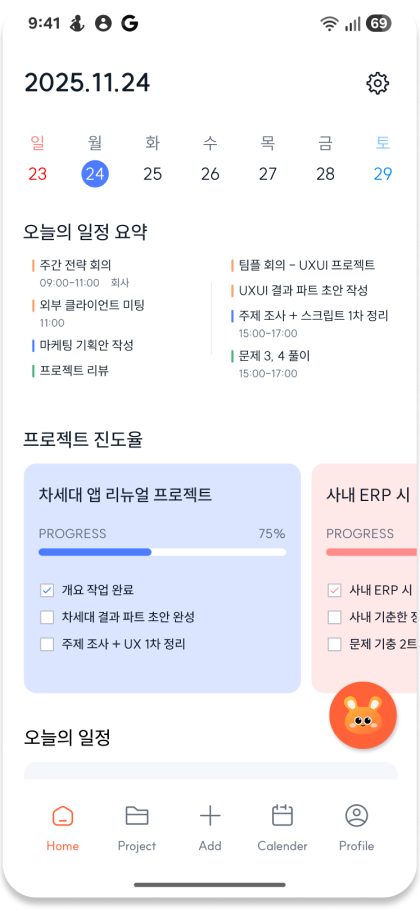 9:41
69
2025.11.24
일 월 화 수 목 금 토
23 24 25 26 27 28 29
오늘의 일정 요약
주간 전략 회의
09:00-11:00 회사
외부 클라이언트 미팅
11:00
마케팅 기획안 작성
프로젝트 리뷰
팀플 회의 - UXUI 프로젝트
UXUI 결과 파트 초안 작성
주제 조사 + 스크립트 1차 정리
15:00-17:00
문제 3, 4 풀이
15:00-17:00
프로젝트 진도율
차세대 앱 리뉴얼 프로젝트
PROGRESS 75%
개요 작업 완료
차세대 결과 파트 초안 완성
주제 조사 + UX 1차 정리
사내 ERP 시
PROGRESS
사내 ERP 시
사내 기춘한 정
문제 기충 2트
오늘의 일정
Home Project Add Calender Profile